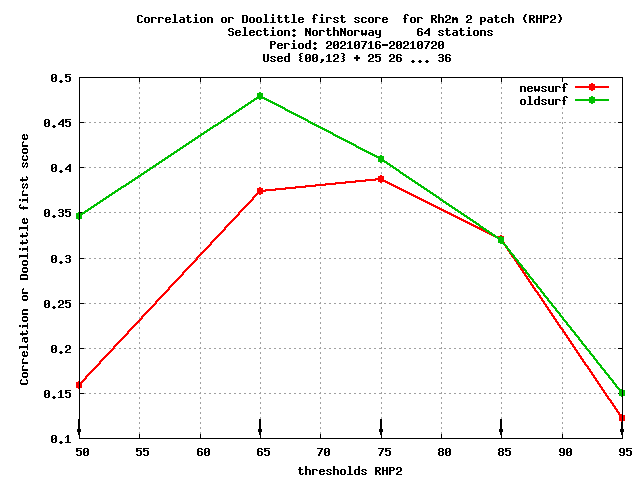 Correlation or Doolittle first score  for Rh2m 2 patch (RHP2)
Selection: NorthNorway     64 stations
Period: 20210716-20210720
Used {00,12} + 25 26 ... 36
newsurf
oldsurf
Correlation or Doolittle first score
0.5
0.45
0.4
0.35
0.3
0.25
0.2
0.15
0.1
50 55 60 65 70 75 80 85 90 95
thresholds RHP2